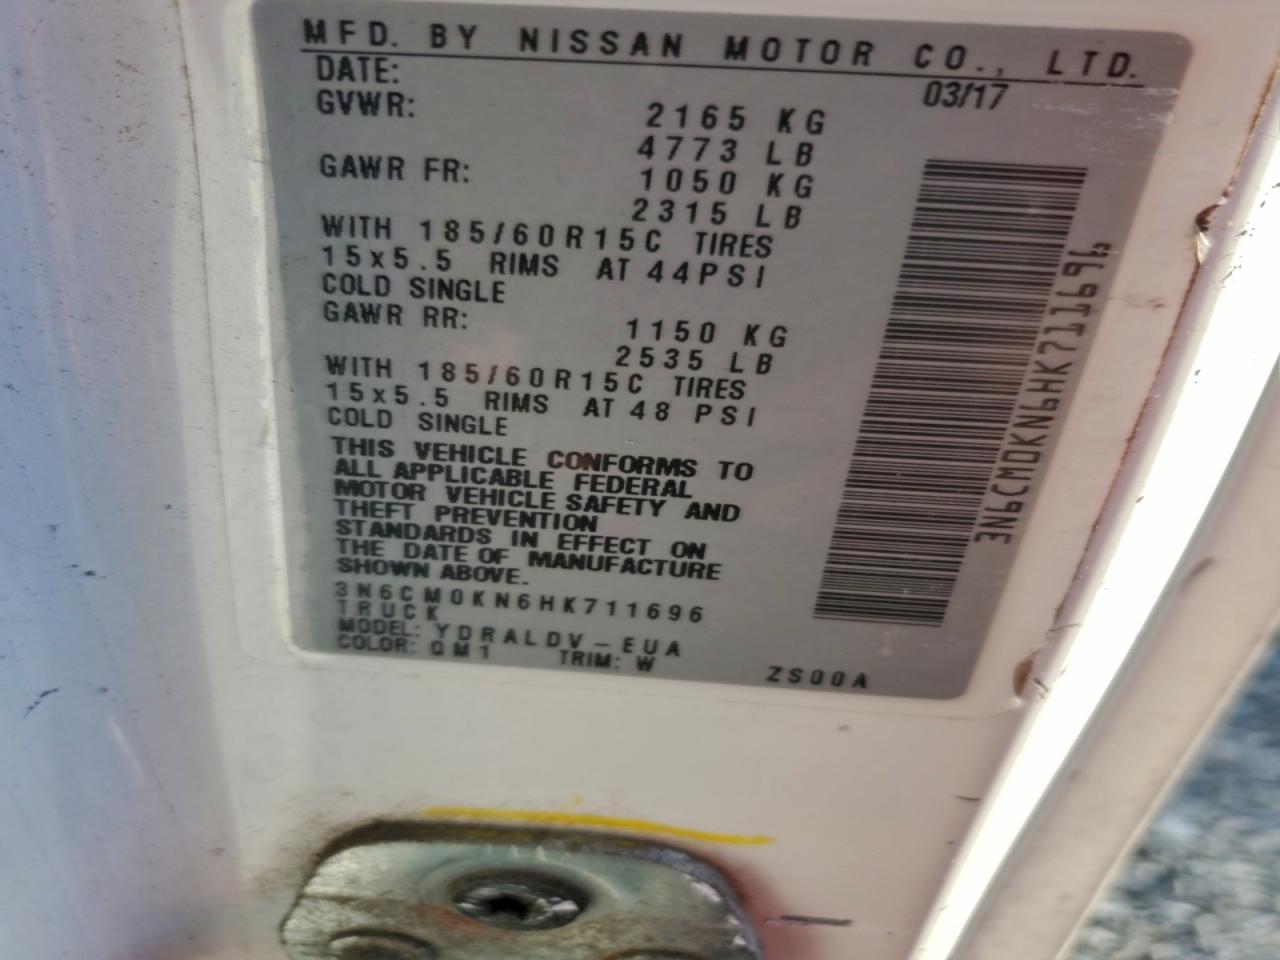 MFD. BY NISSAN MOTOR CO., LTD.
DATE: 03/17
GVWR: 2165 KG
4773 LB
GAWR FR: 1050 KG
2315 LB
WITH 185/60R15C TIRES
15x5.5 RIMS AT 44PSI
COLD SINGLE
GAWR RR: 1150 KG
2535 LB
WITH 185/60R15C TIRES
15x5.5 RIMS AT 48 PSI
COLD SINGLE
THIS VEHICLE CONFORMS TO
ALL APPLICABLE FEDERAL
MOTOR VEHICLE SAFETY AND
THEFT PREVENTION
STANDARDS IN EFFECT ON
THE DATE OF MANUFACTURE
SHOWN ABOVE.
3N6CM0KN6HK711696
TRUCK
MODEL: YDRALDV-EUA
COLOR: QM1 TRIM: W ZS00A
3N6CM0KN6HK711696